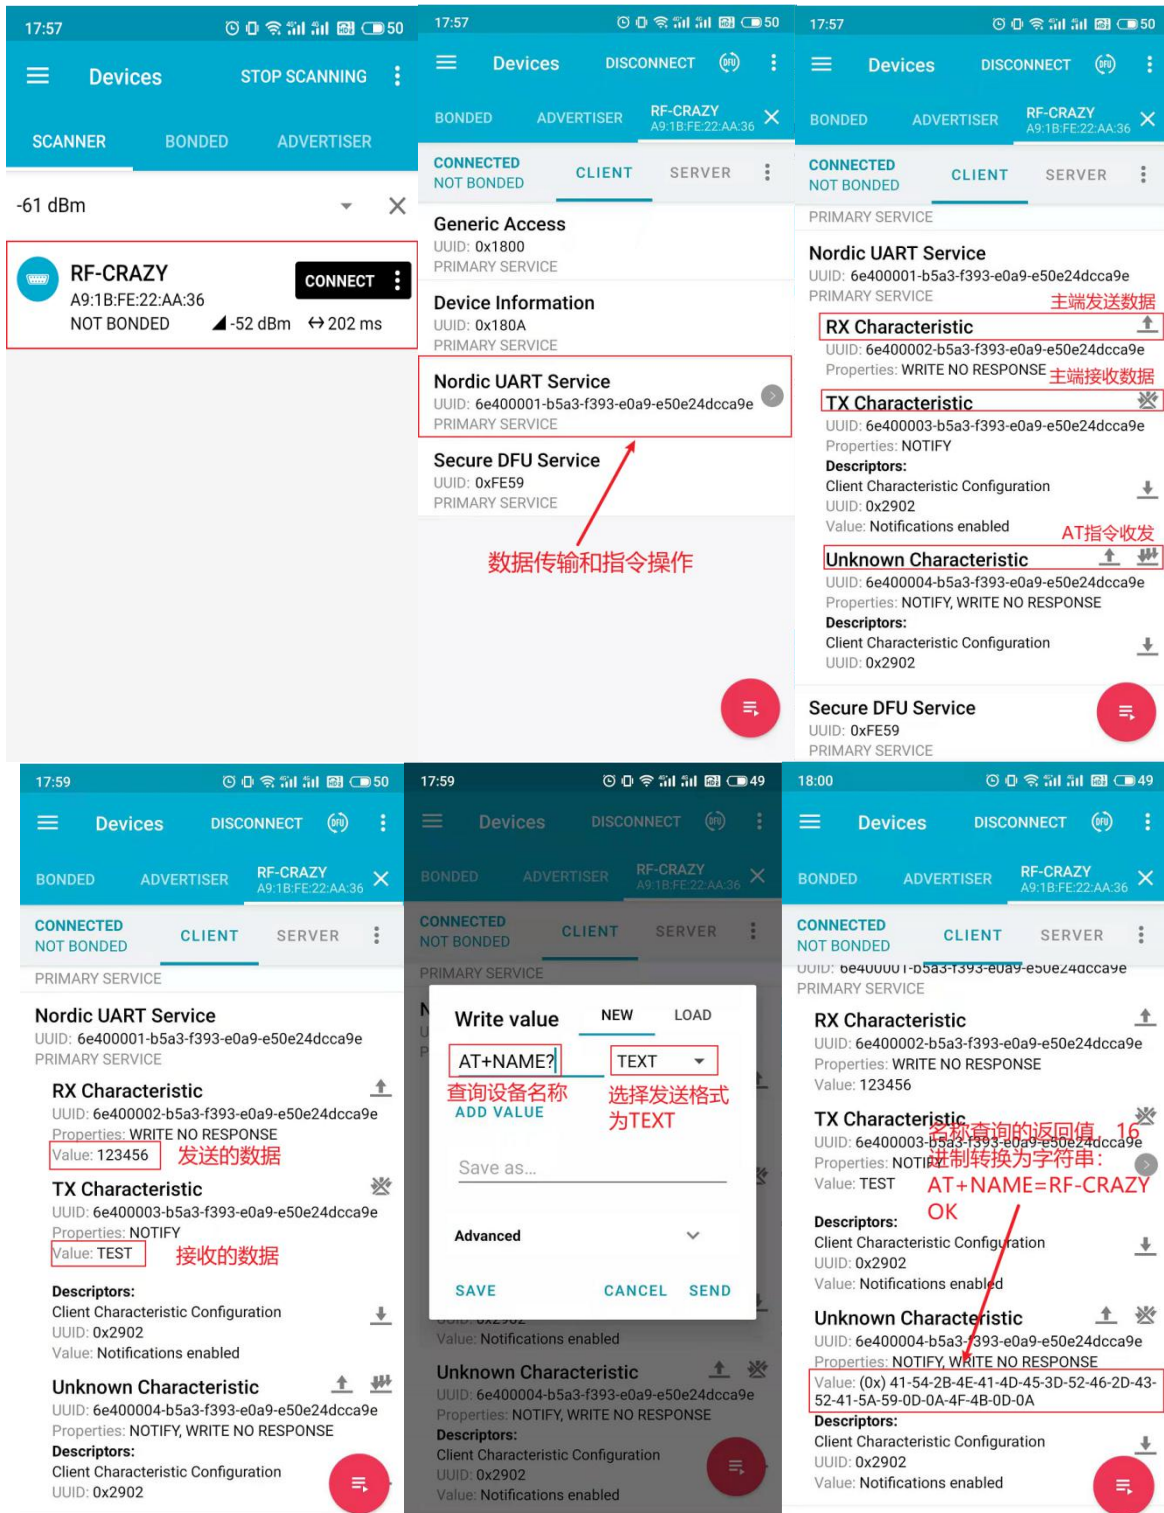 17:57
50
Devices
STOP SCANNING
SCANNER
BONDED
ADVERTISER
-61 dBm
RF-CRAZY
CONNECT
A9:1B:FE:22:AA:36
NOT BONDED
-52 dBm
202 ms
17:57
50
Devices
DISCONNECT
DFU
BONDED
ADVERTISER
RF-CRAZY
A9:1B:FE:22:AA:36
CONNECTED
NOT BONDED
CLIENT
SERVER
Generic Access
UUID: 0x1800
PRIMARY SERVICE
Device Information
UUID: 0x180A
PRIMARY SERVICE
Nordic UART Service
UUID: 6e400001-b5a3-f393-e0a9-e50e24dcca9e
PRIMARY SERVICE
Secure DFU Service
UUID: 0xFE59
PRIMARY SERVICE
数据传输和指令操作
17:57
50
Devices
DISCONNECT
DFU
BONDED
ADVERTISER
RF-CRAZY
A9:1B:FE:22:AA:36
CONNECTED
NOT BONDED
CLIENT
SERVER
PRIMARY SERVICE
Nordic UART Service
UUID: 6e400001-b5a3-f393-e0a9-e50e24dcca9e
PRIMARY SERVICE
主端发送数据
RX Characteristic
UUID: 6e400002-b5a3-f393-e0a9-e50e24dcca9e
Properties: WRITE NO RESPONSE
主端接收数据
TX Characteristic
UUID: 6e400003-b5a3-f393-e0a9-e50e24dcca9e
Properties: NOTIFY
Descriptors:
Client Characteristic Configuration
UUID: 0x2902
Value: Notifications enabled
AT指令收发
Unknown Characteristic
UUID: 6e400004-b5a3-f393-e0a9-e50e24dcca9e
Properties: NOTIFY, WRITE NO RESPONSE
Descriptors:
Client Characteristic Configuration
UUID: 0x2902
Secure DFU Service
UUID: 0xFE59
PRIMARY SERVICE
17:59
50
Devices
DISCONNECT
DFU
BONDED
ADVERTISER
RF-CRAZY
A9:1B:FE:22:AA:36
CONNECTED
NOT BONDED
CLIENT
SERVER
PRIMARY SERVICE
Nordic UART Service
UUID: 6e400001-b5a3-f393-e0a9-e50e24dcca9e
PRIMARY SERVICE
RX Characteristic
UUID: 6e400002-b5a3-f393-e0a9-e50e24dcca9e
Properties: WRITE NO RESPONSE
Value: 123456
发送的数据
TX Characteristic
UUID: 6e400003-b5a3-f393-e0a9-e50e24dcca9e
Properties: NOTIFY
Value: TEST
接收的数据
Descriptors:
Client Characteristic Configuration
UUID: 0x2902
Value: Notifications enabled
Unknown Characteristic
UUID: 6e400004-b5a3-f393-e0a9-e50e24dcca9e
Properties: NOTIFY, WRITE NO RESPONSE
Descriptors:
Client Characteristic Configuration
UUID: 0x2902
17:59
49
Devices
DISCONNECT
DFU
BONDED
ADVERTISER
RF-CRAZY
A9:1B:FE:22:AA:36
CONNECTED
NOT BONDED
CLIENT
SERVER
PRIMARY SERVICE
Write value
NEW
LOAD
AT+NAME?
TEXT
查询设备名称
选择发送格式
为TEXT
ADD VALUE
Save as...
Advanced
SAVE
CANCEL
SEND
Value: Notifications enabled
Unknown Characteristic
UUID: 6e400004-b5a3-f393-e0a9-e50e24dcca9e
Properties: NOTIFY, WRITE NO RESPONSE
Descriptors:
Client Characteristic Configuration
UUID: 0x2902
Value: Notifications enabled
18:00
49
Devices
DISCONNECT
DFU
BONDED
ADVERTISER
RF-CRAZY
A9:1B:FE:22:AA:36
CONNECTED
NOT BONDED
CLIENT
SERVER
UUID: 6e400001-b5a3-f393-e0a9-e50e24dcca9e
PRIMARY SERVICE
RX Characteristic
UUID: 6e400002-b5a3-f393-e0a9-e50e24dcca9e
Properties: WRITE NO RESPONSE
Value: 123456
TX Characteristic
UUID: 6e400003-b5a3-f393-e0a9-e50e24dcca9e
Properties: NOTIFY
Value: TEST
名称查询的返回值，16
进制转换为字符串：
AT+NAME=RF-CRAZY
OK
Descriptors:
Client Characteristic Configuration
UUID: 0x2902
Value: Notifications enabled
Unknown Characteristic
UUID: 6e400004-b5a3-f393-e0a9-e50e24dcca9e
Properties: NOTIFY, WRITE NO RESPONSE
Value: (0x) 41-54-2B-4E-41-4D-45-3D-52-46-2D-43-
52-41-5A-59-0D-0A-4F-4B-0D-0A
Descriptors:
Client Characteristic Configuration
UUID: 0x2902
Value: Notifications enabled